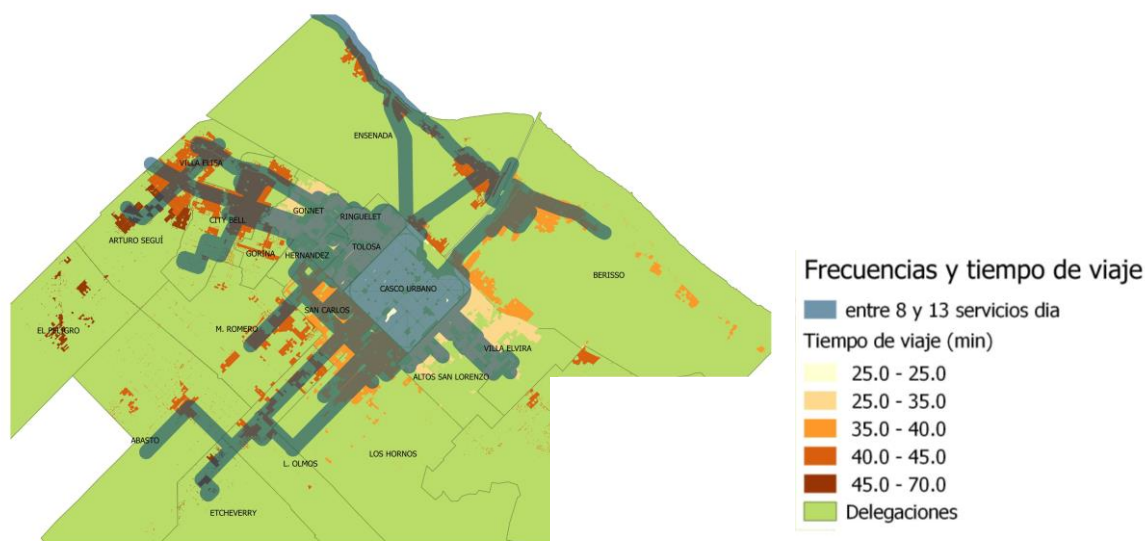 ENSENADA
VILLA ELISA
CITY BELL
GONNET
RINGUELET
ARTURO SEGUÍ
GORINA
HERNANDEZ
TOLOSA
BERISSO
CASCO URBANO
EL PELIGRO
M. ROMERO
SAN CARLOS
VILLA ELVIRA
ALTOS SAN LORENZO
ABASTO
L. OLMOS
LOS HORNOS
ETCHEVERRY
Frecuencias y tiempo de viaje
entre 8 y 13 servicios dia
Tiempo de viaje (min)
25.0 - 25.0
25.0 - 35.0
35.0 - 40.0
40.0 - 45.0
45.0 - 70.0
Delegaciones